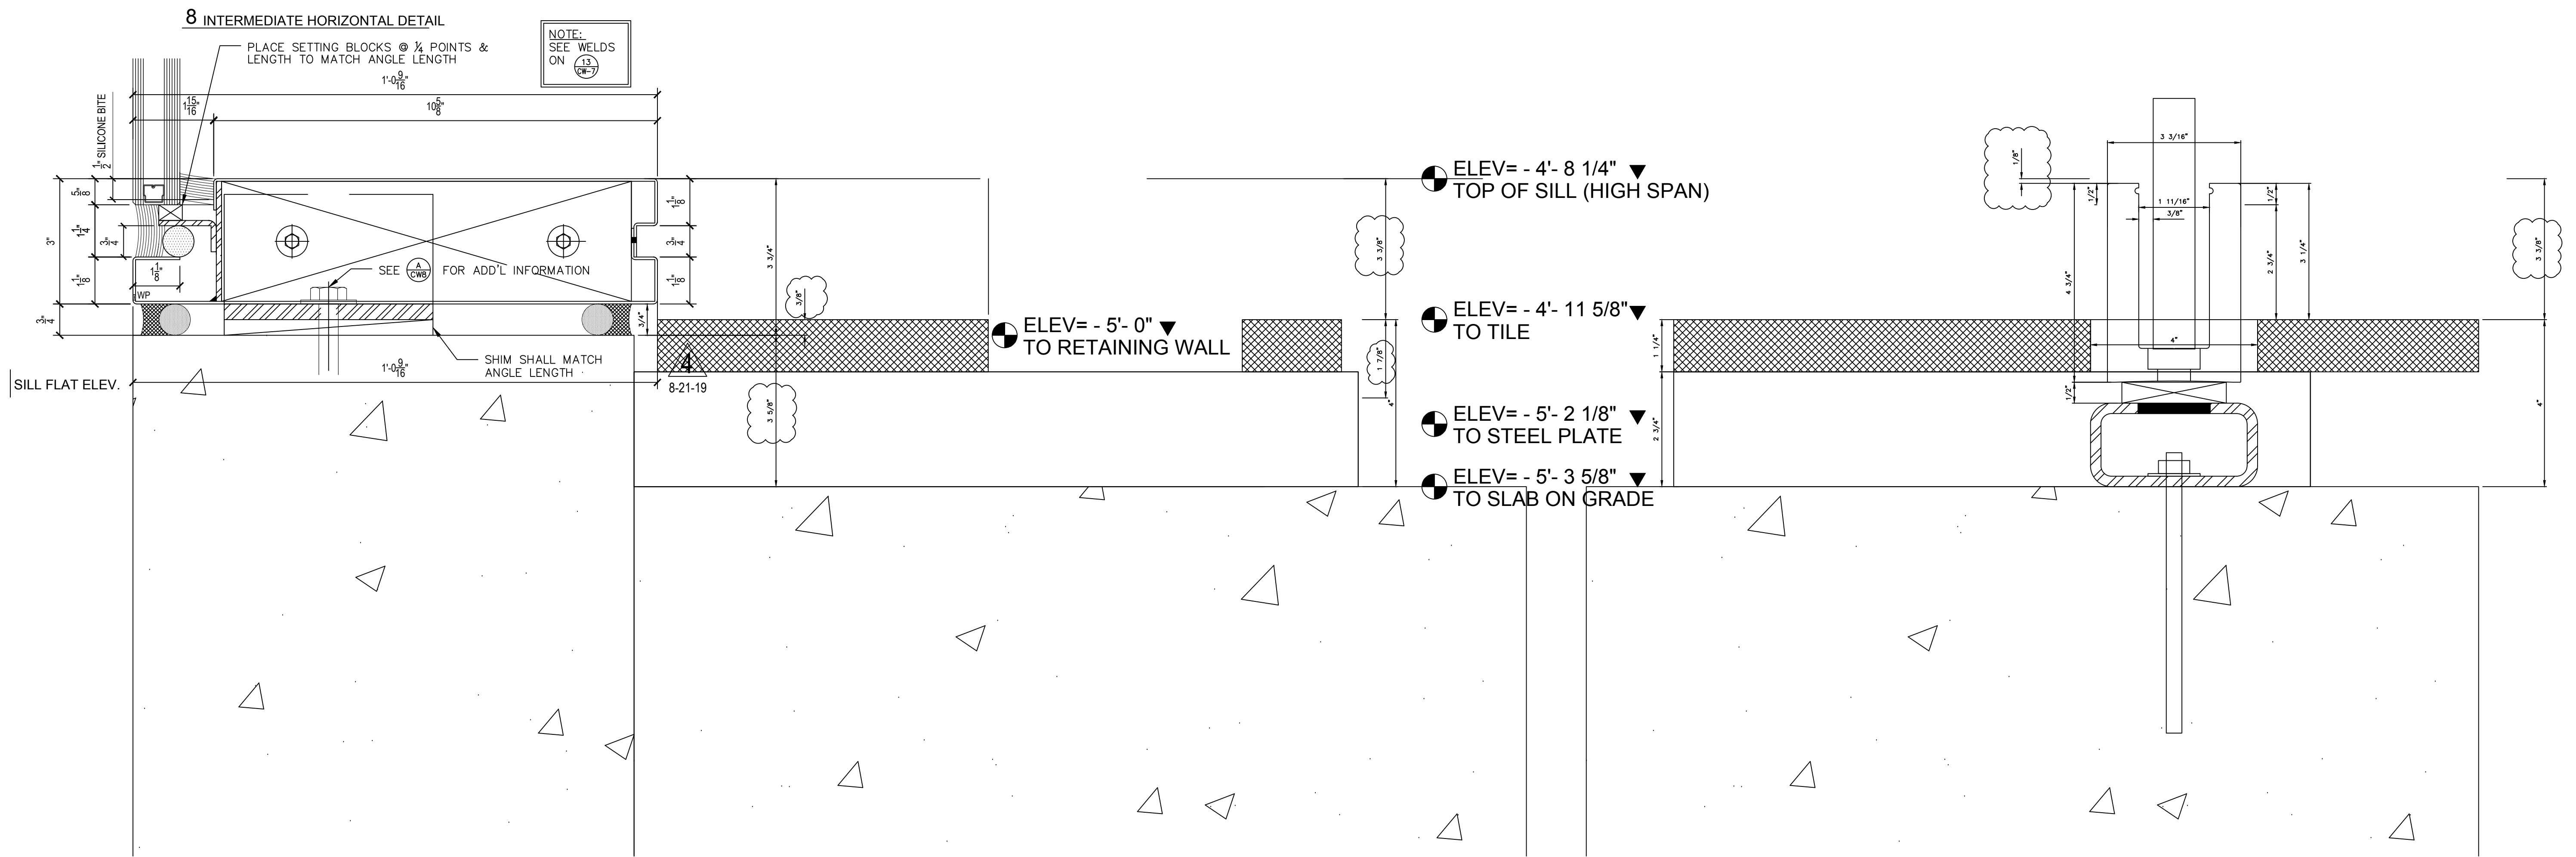 8 INTERMEDIATE HORIZONTAL DETAIL
PLACE SETTING BLOCKS @ ¼ POINTS &
LENGTH TO MATCH ANGLE LENGTH
NOTE:
SEE WELDS
ON 13
CW-7
1'-0 9/16"
1 15/16"
10 5/8"
1/2" SILICONE BITE
5/8"
3"
1 1/4"
3/4"
1 1/8"
1 1/8"
WP
3/4"
SEE A
CW8 FOR ADD'L INFORMATION
1 1/8"
3/4"
1 1/8"
3/4"
SHIM SHALL MATCH
ANGLE LENGTH
1'-0 9/16"
SILL FLAT ELEV.
4
8-21-19
3 3/4"
3/8"
3 5/8"
ELEV= - 5'- 0"
TO RETAINING WALL
3 3/8"
1 7/8"
4"
ELEV= - 4'- 8 1/4"
TOP OF SILL (HIGH SPAN)
ELEV= - 4'- 11 5/8"
TO TILE
ELEV= - 5'- 2 1/8"
TO STEEL PLATE
ELEV= - 5'- 3 5/8"
TO SLAB ON GRADE
1 1/4"
2 3/4"
1/8"
3 3/16"
1/2"
1 11/16"
3/8"
1/2"
4 3/4"
2 3/4"
3 1/4"
3 3/8"
4"
1/2"
4"